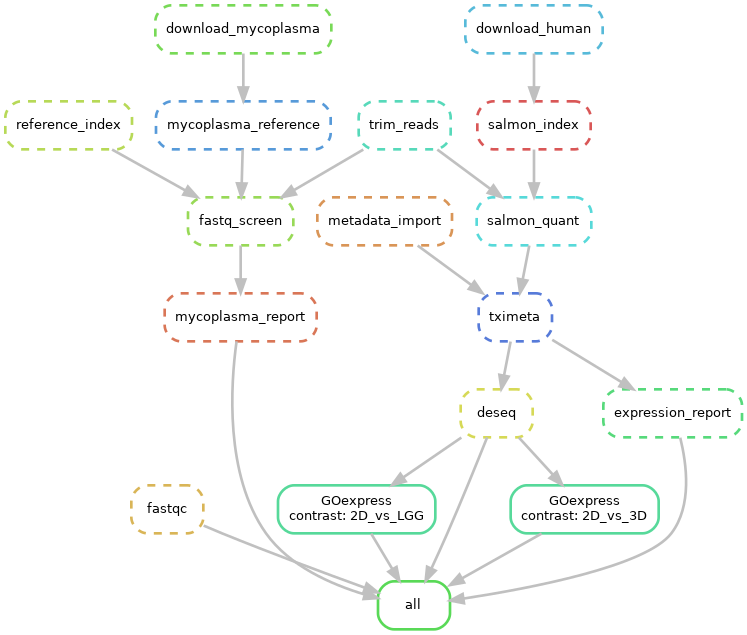 download_mycoplasma
download_human
reference_index
mycoplasma_reference
trim_reads
salmon_index
fastq_screen
metadata_import
salmon_quant
mycoplasma_report
tximeta
deseq
expression_report
fastqc
GOexpress
contrast: 2D_vs_LGG
GOexpress
contrast: 2D_vs_3D
all